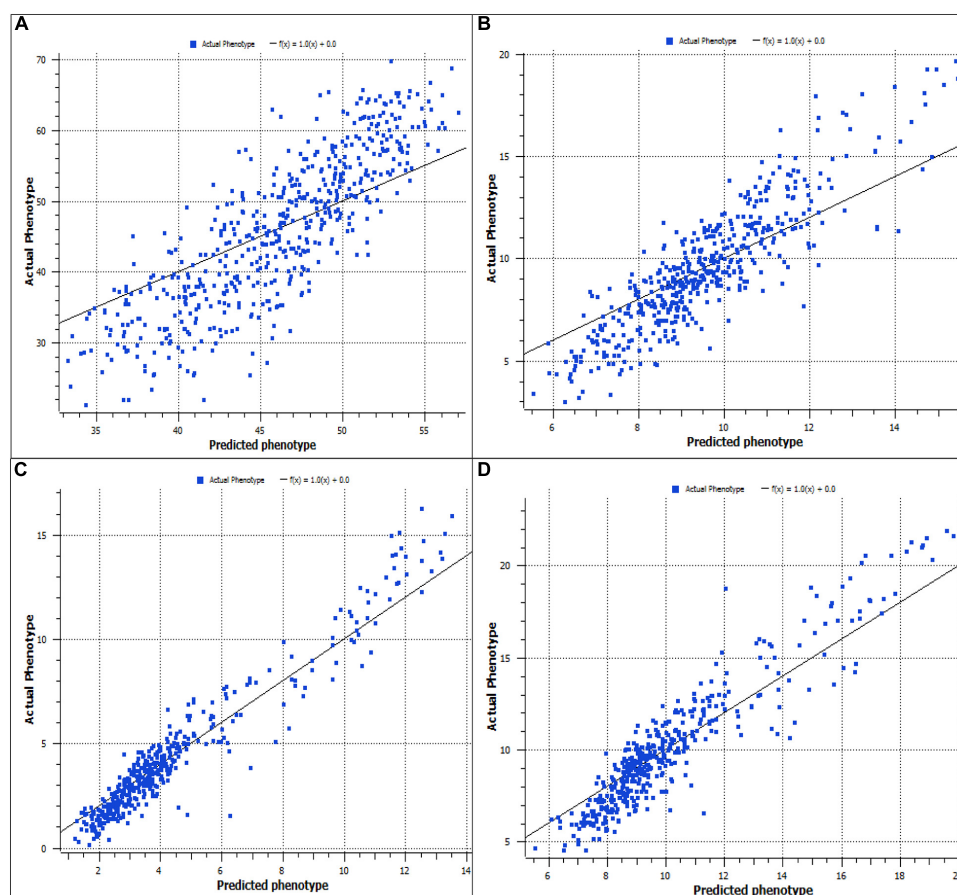 A
Actual Phenotype f(x) = 1.0(x) + 0.0
Actual Phenotype
70
60
50
40
30
35 40 45 50 55
Predicted phenotype
B
Actual Phenotype f(x) = 1.0(x) + 0.0
Actual Phenotype
20
15
10
5
6 8 10 12 14
Predicted phenotype
C
Actual Phenotype f(x) = 1.0(x) + 0.0
Actual Phenotype
15
10
5
0
2 4 6 8 10 12 14
Predicted phenotype
D
Actual Phenotype f(x) = 1.0(x) + 0.0
Actual Phenotype
20
15
10
5
6 8 10 12 14 16 18 2
Predicted phenotype